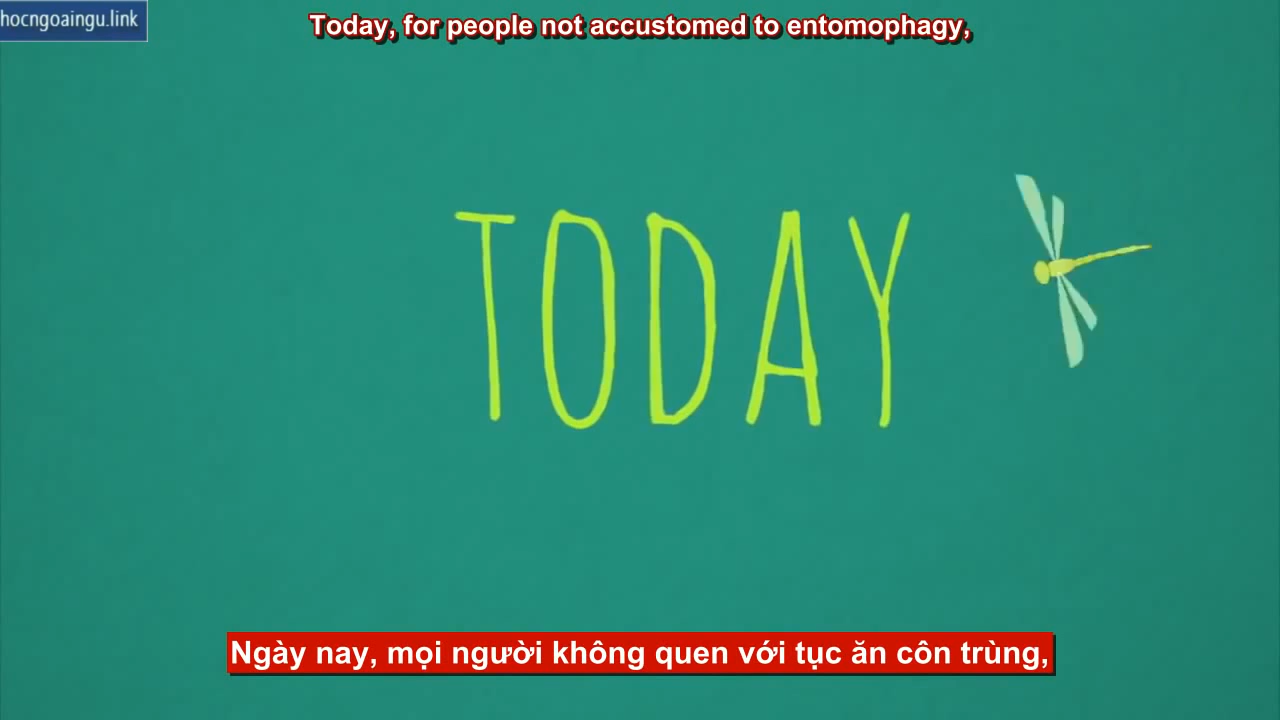 hocngoaingu.link
Today, for people not accustomed to entomophagy,
TODAY
Ngày nay, mọi người không quen với tục ăn côn trùng,